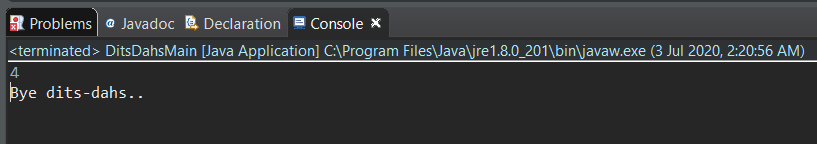 Problems @ Javadoc Declaration Console
<terminated> DitsDahsMain [Java Application] C:\Program Files\Java\jre1.8.0_201\bin\javaw.exe (3 Jul 2020, 2:20:56 AM)
4
Bye dits-dahs..